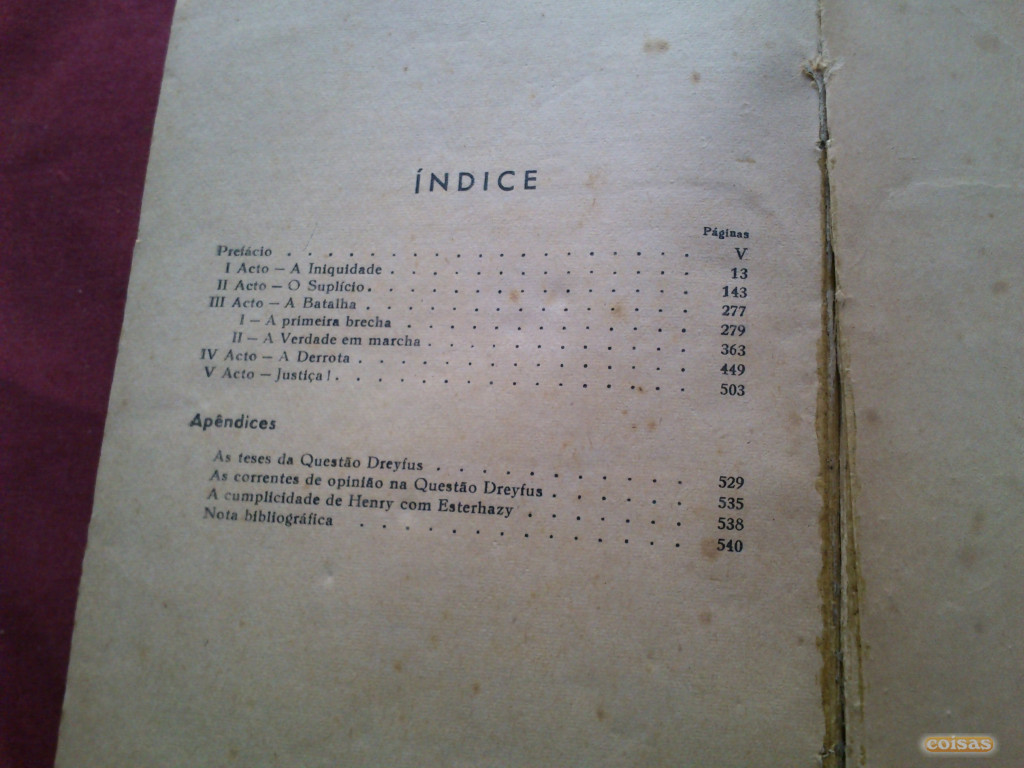 ÍNDICE
Páginas
Prefácio . . . . . . . . . . . . . . . . . . . . V
I Acto — A Iniquidade . . . . . . . . . . . . . . . 13
II Acto — O Suplício . . . . . . . . . . . . . . . . 143
III Acto — A Batalha . . . . . . . . . . . . . . . . 277
I — A primeira brecha . . . . . . . . . . . . . . 279
II — A Verdade em marcha . . . . . . . . . . . . . 363
IV Acto — A Derrota . . . . . . . . . . . . . . . . 449
V Acto — Justiça! . . . . . . . . . . . . . . . . . 503
Apêndices
As teses da Questão Dreyfus . . . . . . . . . . . 529
As correntes de opinião na Questão Dreyfus . . . . . . 535
A cumplicidade de Henry com Esterhazy . . . . . . . 538
Nota bibliográfica . . . . . . . . . . . . . . 540
coisas